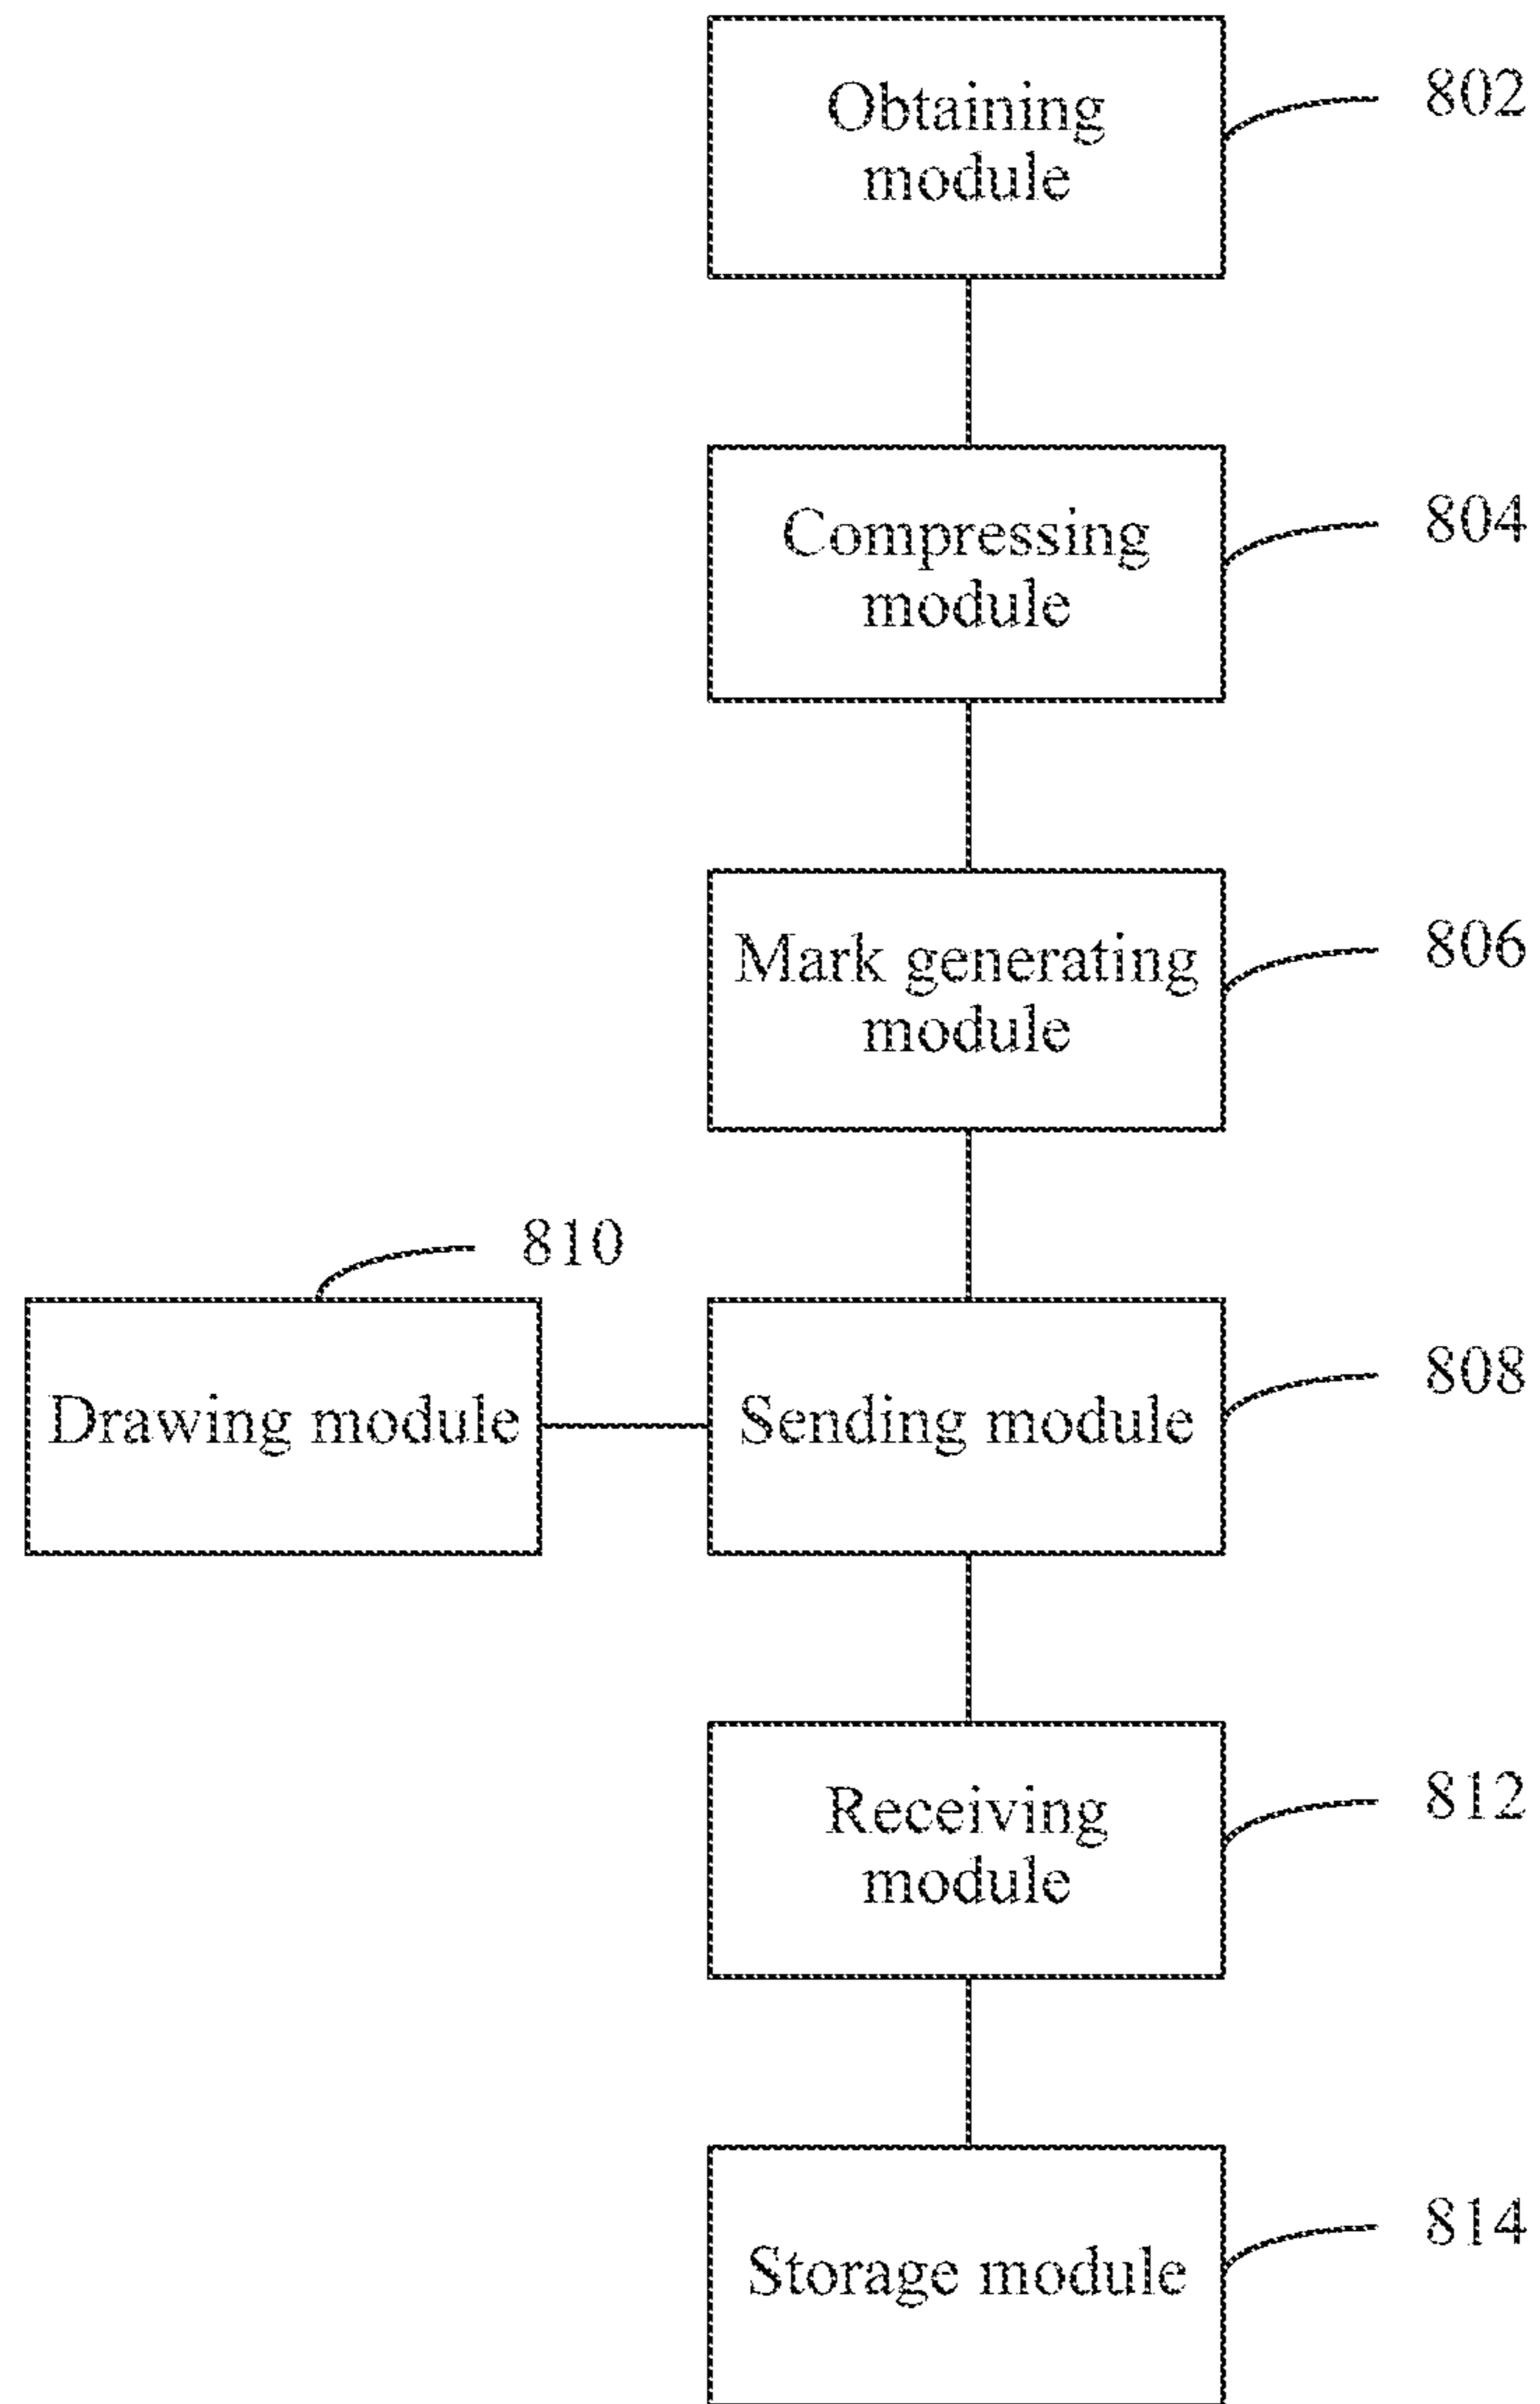 Obtaining
module
802
Compressing
module
804
Mark generating
module
806
810
Drawing module
Sending module
808
Receiving
module
812
Storage module
814